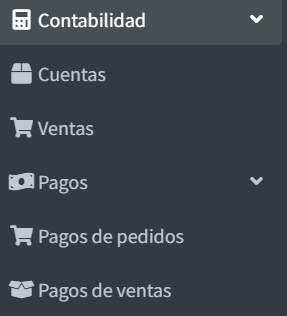 Contabilidad
Cuentas
Ventas
Pagos
Pagos de pedidos
Pagos de ventas